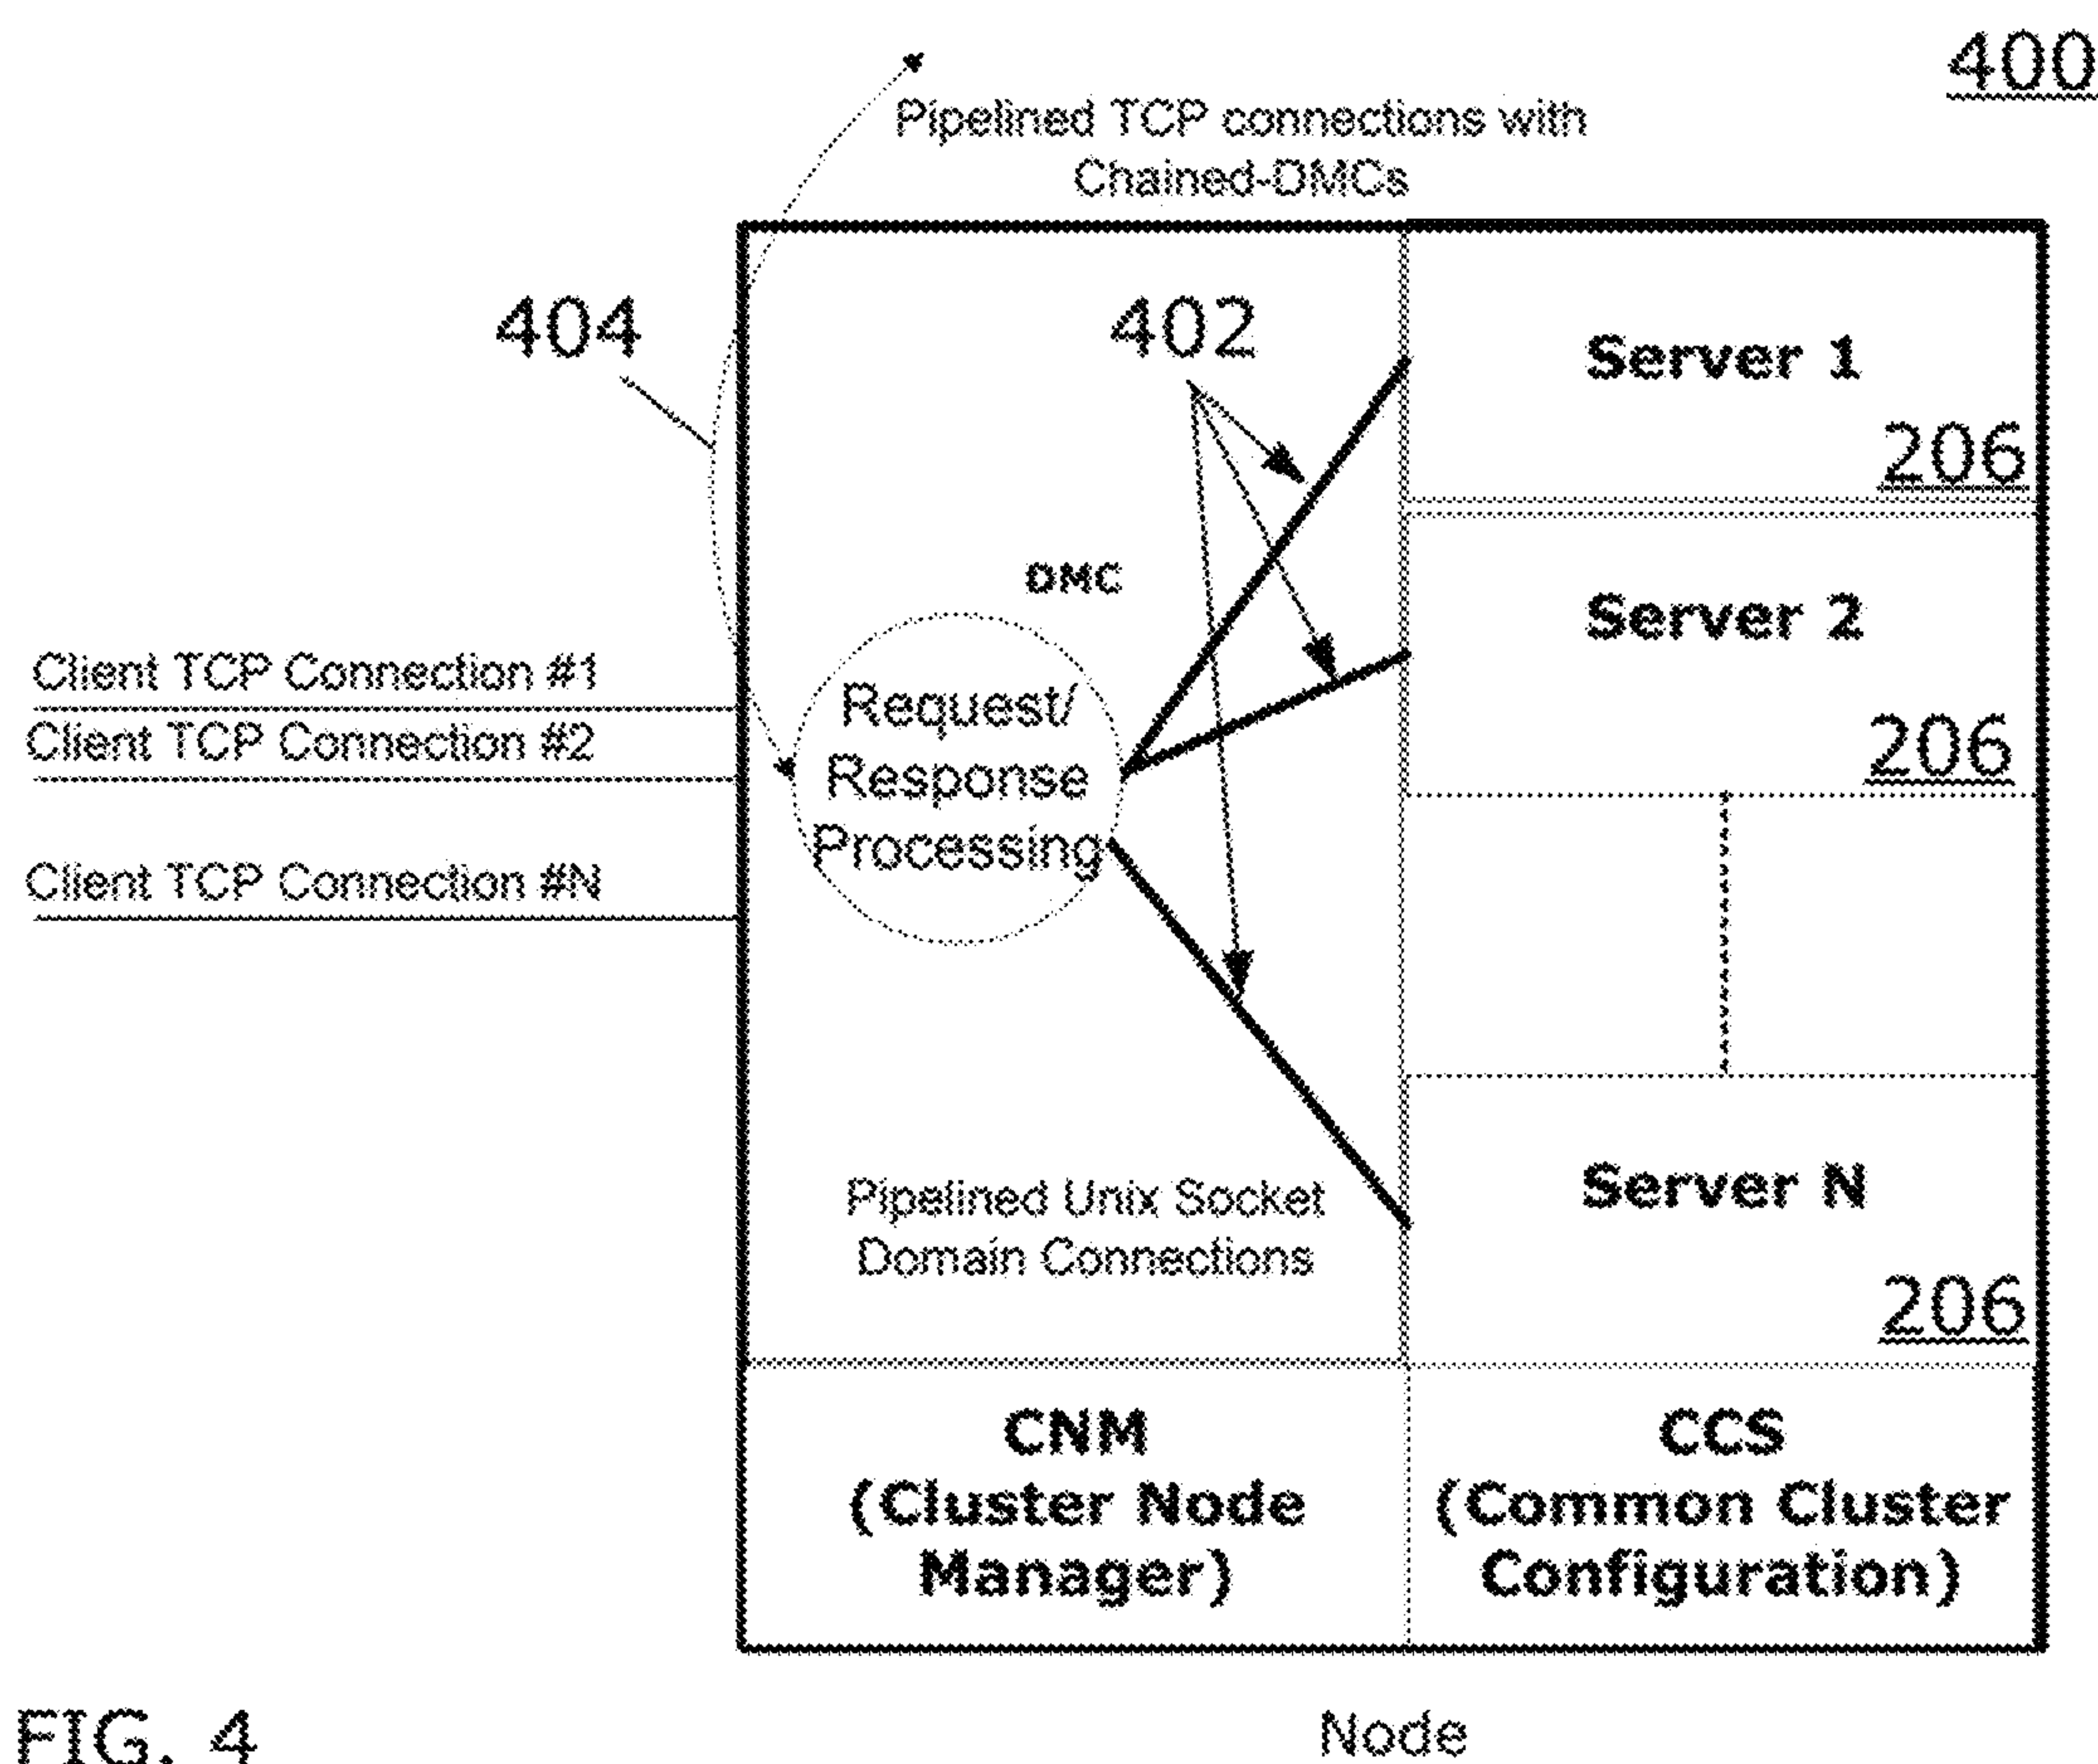 400
Pipelined TCP connections with
Chained-DMCs
404
402
Server 1
206
DMC
Server 2
206
Client TCP Connection #1
Client TCP Connection #2
Client TCP Connection #N
Request/
Response
Processing
Pipelined Unix Socket
Domain Connections
Server N
206
CNM
(Cluster Node
Manager)
CCS
(Common Cluster
Configuration)
Node
FIG. 4